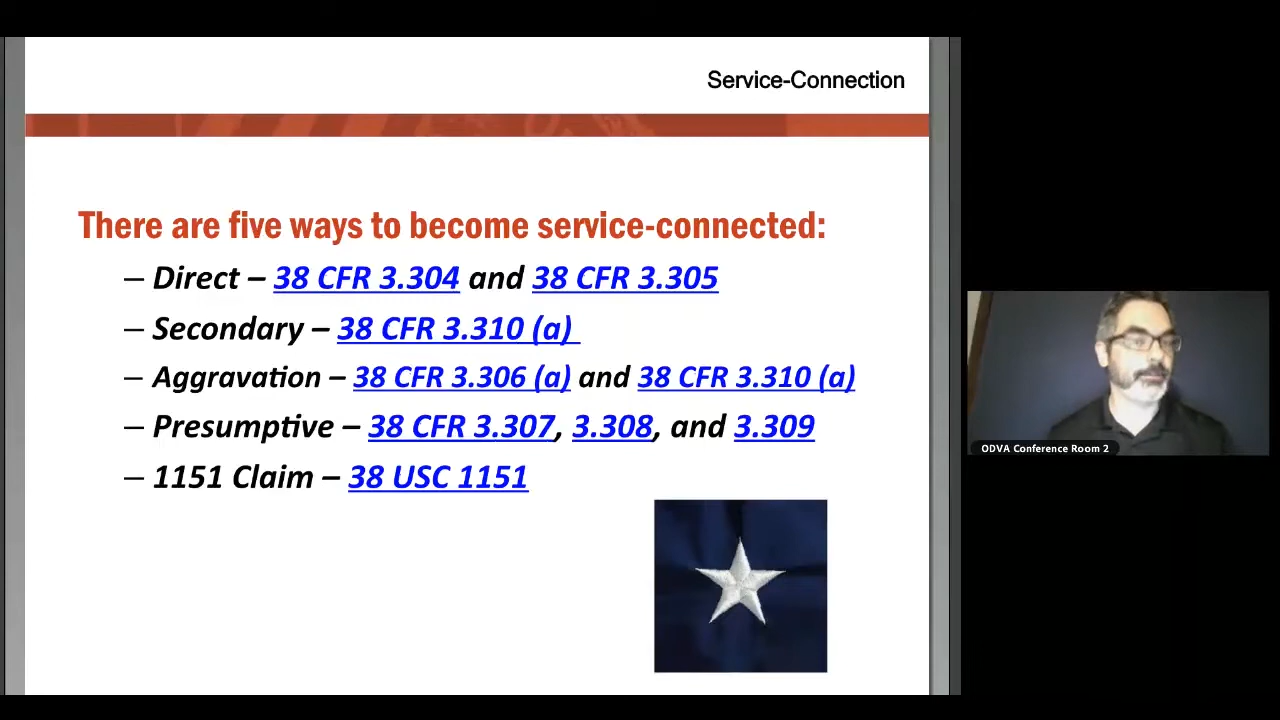 Service-Connection
There are five ways to become service-connected:
– Direct – 38 CFR 3.304 and 38 CFR 3.305
– Secondary – 38 CFR 3.310 (a)
– Aggravation – 38 CFR 3.306 (a) and 38 CFR 3.310 (a)
– Presumptive – 38 CFR 3.307, 3.308, and 3.309
– 1151 Claim – 38 USC 1151
ODVA Conference Room 2